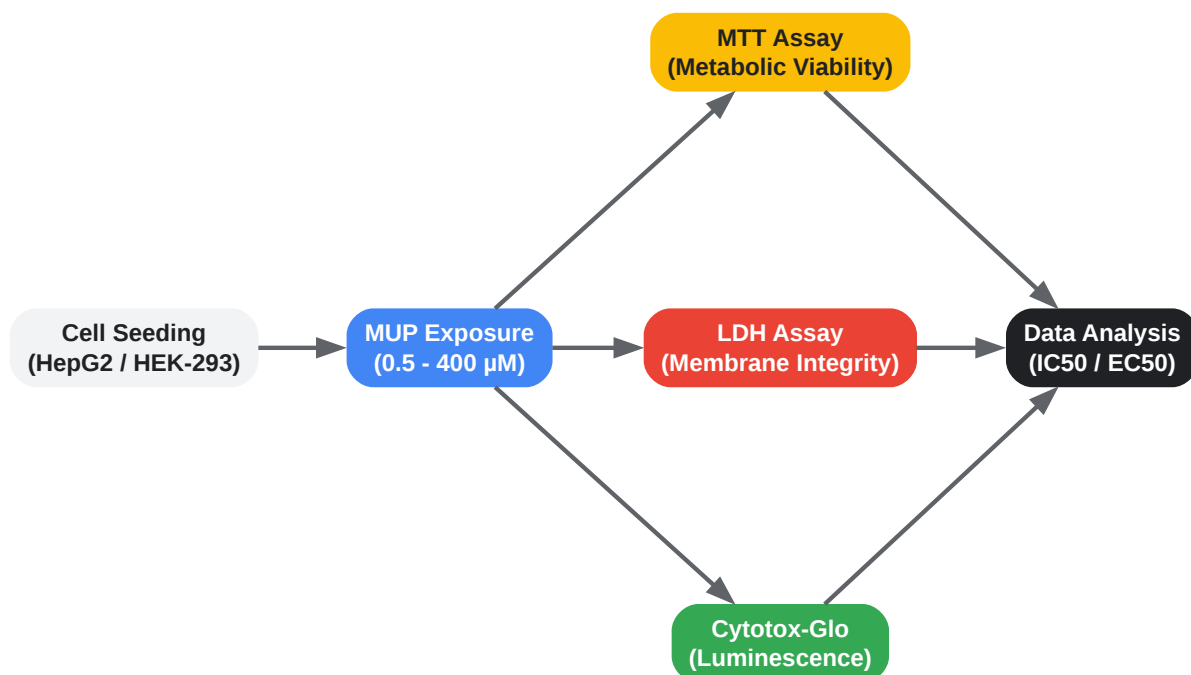 MTT Assay
(Metabolic Viability)
Cell Seeding
(HepG2 / HEK-293)
MUP Exposure
(0.5 - 400 µM)
LDH Assay
(Membrane Integrity)
Data Analysis
(IC50 / EC50)
Cytotox-Glo
(Luminescence)